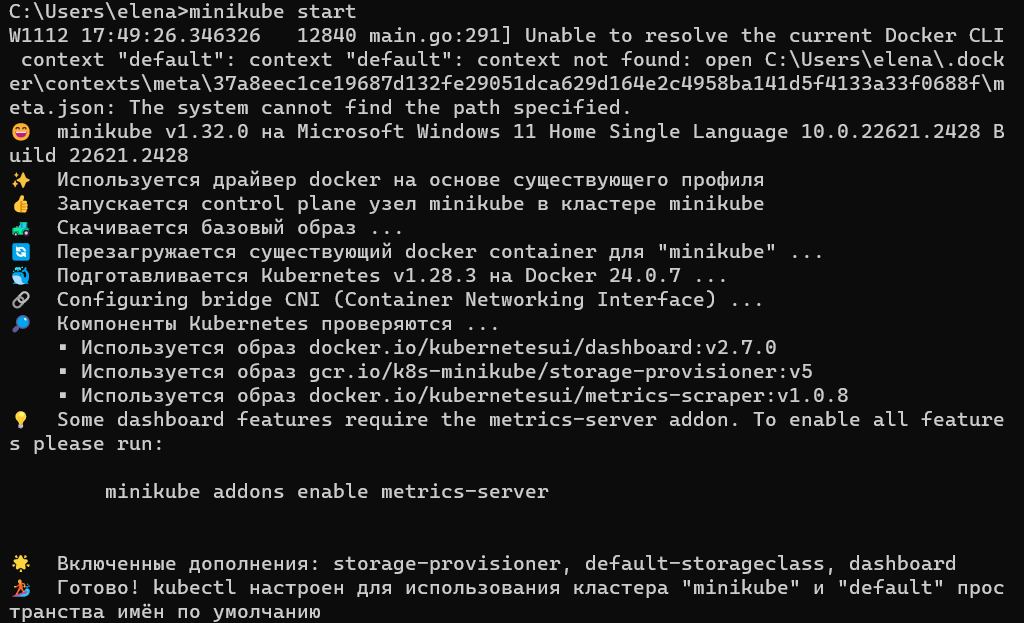 C:\Users\elena>minikube start
W1112 17:49:26.346326   12840 main.go:291] Unable to resolve the current Docker CLI
 context "default": context "default": context not found: open C:\Users\elena\.dock
er\contexts\meta\37a8eec1ce19687d132fe29051dca629d164e2c4958ba141d5f4133a33f0688f\m
eta.json: The system cannot find the path specified.
😄  minikube v1.32.0 на Microsoft Windows 11 Home Single Language 10.0.22621.2428 B
uild 22621.2428
✨  Используется драйвер docker на основе существующего профиля
👍  Запускается control plane узел minikube в кластере minikube
🚜  Скачивается базовый образ ...
🔄  Перезагружается существующий docker container для "minikube" ...
🐳  Подготавливается Kubernetes v1.28.3 на Docker 24.0.7 ...
🔗  Configuring bridge CNI (Container Networking Interface) ...
🔎  Компоненты Kubernetes проверяются ...
    ▪ Используется образ docker.io/kubernetesui/dashboard:v2.7.0
    ▪ Используется образ gcr.io/k8s-minikube/storage-provisioner:v5
    ▪ Используется образ docker.io/kubernetesui/metrics-scraper:v1.0.8
💡  Some dashboard features require the metrics-server addon. To enable all feature
s please run:
        minikube addons enable metrics-server
🌟  Включенные дополнения: storage-provisioner, default-storageclass, dashboard
🏄  Готово! kubectl настроен для использования кластера "minikube" и "default" прос
транства имён по умолчанию